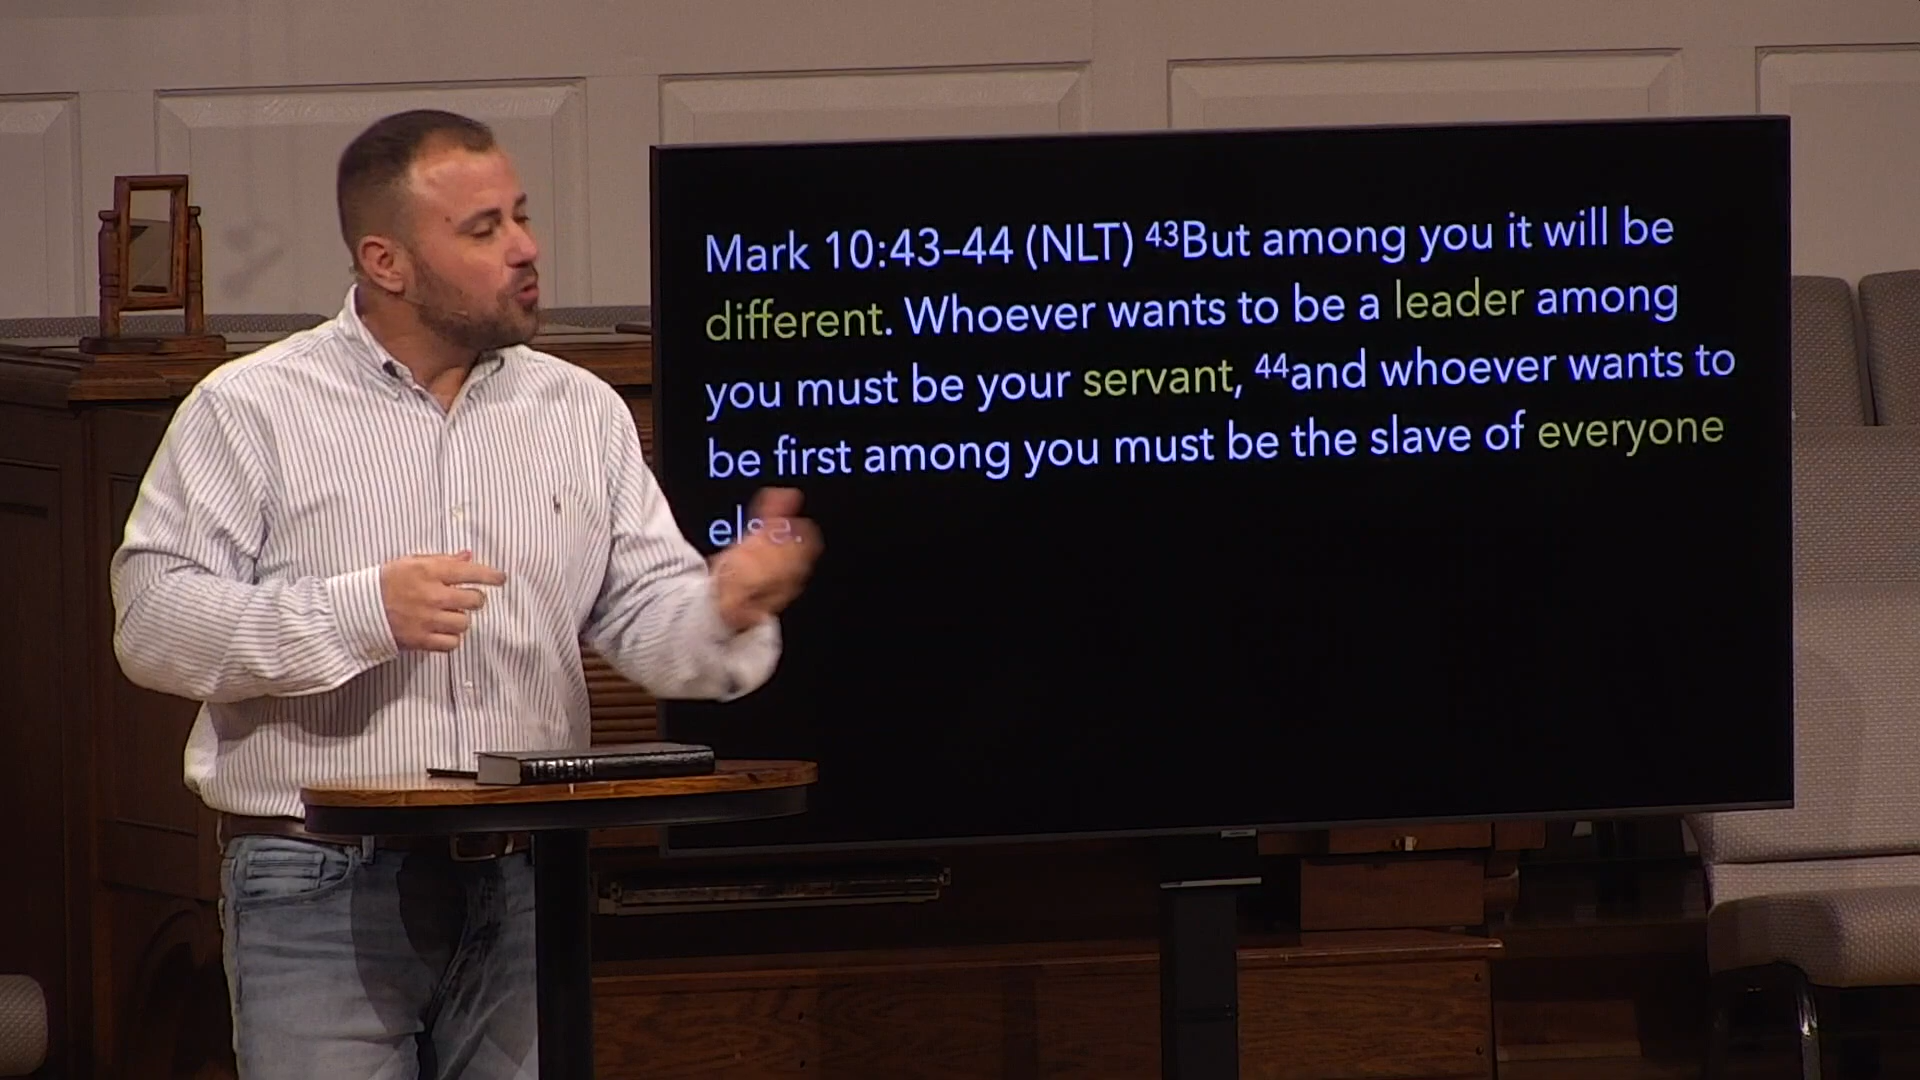 Mark 10:43–44 (NLT) ⁴³But among you it will be
different. Whoever wants to be a leader among
you must be your servant, ⁴⁴and whoever wants to
be first among you must be the slave of everyone
else.